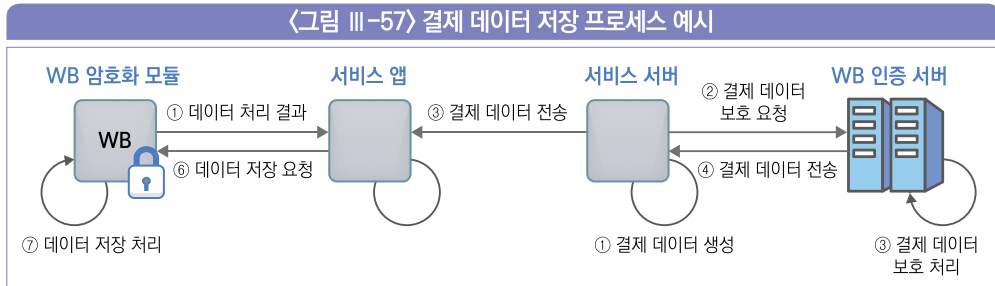 <그림 Ⅲ-57> 결제 데이터 저장 프로세스 예시
WB 암호화 모듈
서비스 앱
서비스 서버
WB 인증 서버
WB
① 데이터 처리 결과
③ 결제 데이터 전송
② 결제 데이터
보호 요청
⑥ 데이터 저장 요청
④ 결제 데이터 전송
⑦ 데이터 저장 처리
① 결제 데이터 생성
③ 결제 데이터
보호 처리